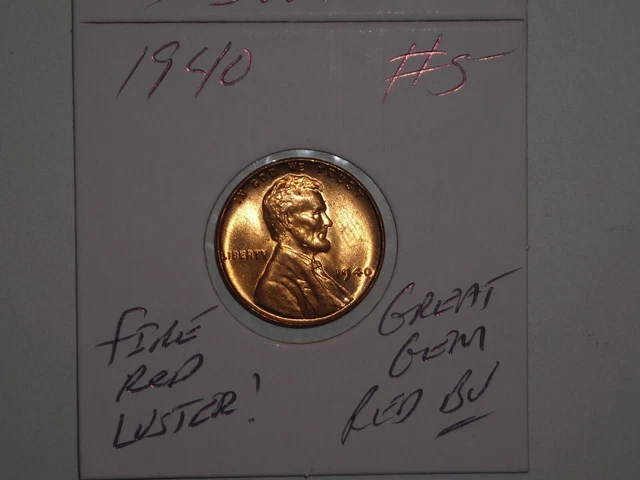 1940 #5
IN GOD WE TRUST
LIBERTY
1940
FIRE
RED
LUSTER!
GREAT
GEM
RED BU